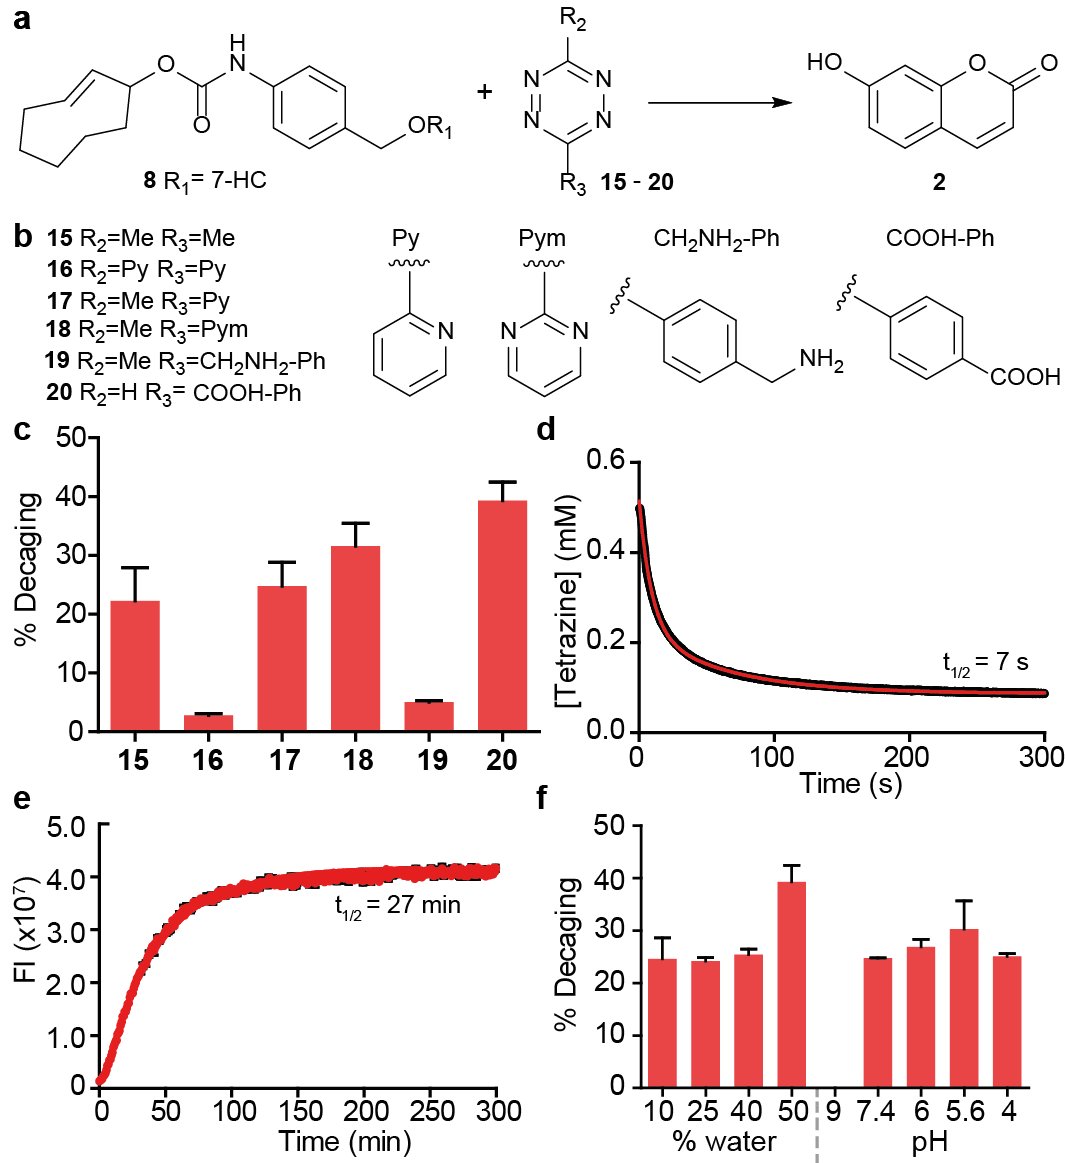 a
R2
H
O
N
O
OR1
8 R1= 7-HC
+
N
N
N
N
R3
15 - 20
HO
O
O
2
b
15 R2=Me R3=Me
16 R2=Py R3=Py
17 R2=Me R3=Py
18 R2=Me R3=Pym
19 R2=Me R3=CH2NH2-Ph
20 R2=H R3= COOH-Ph
Py
N
Pym
N
N
CH2NH2-Ph
NH2
COOH-Ph
COOH
c
% Decaging
50
40
30
20
10
0
15 16 17 18 19 20
d
[Tetrazine] (mM)
0.6
0.4
0.2
0.0
t1/2 = 7 s
0 100 200 300
Time (s)
e
FI (x10⁷)
5.0
4.0
3.0
2.0
1.0
0
t1/2 = 27 min
0 50 100 150 200 250 300
Time (min)
f
% Decaging
50
40
30
20
10
0
10 25 40 50 9 7.4 6 5.6 4
% water
pH